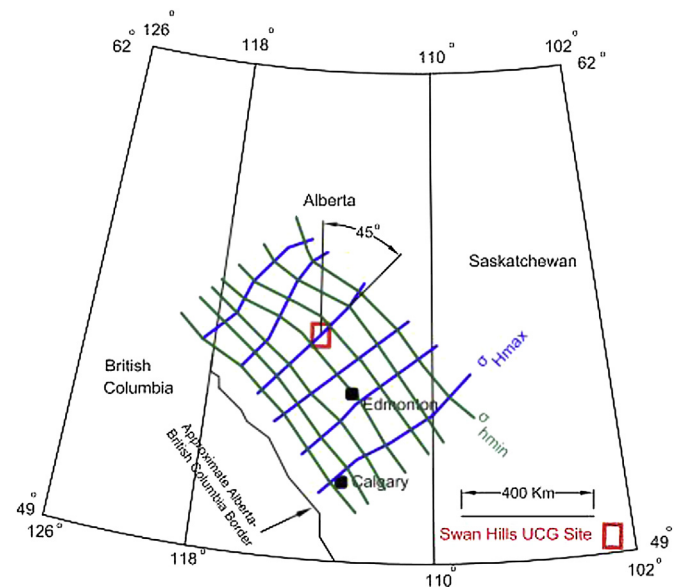 126°
62°
118°
110°
102°
62°
Alberta
45°
Saskatchewan
British
Columbia
σ Hmax
Edmonton
σ hmin
Approximate Alberta-
British Columbia Border
Calgary
400 Km
Swan Hills UCG Site
49°
126°
118°
110°
49°
102°